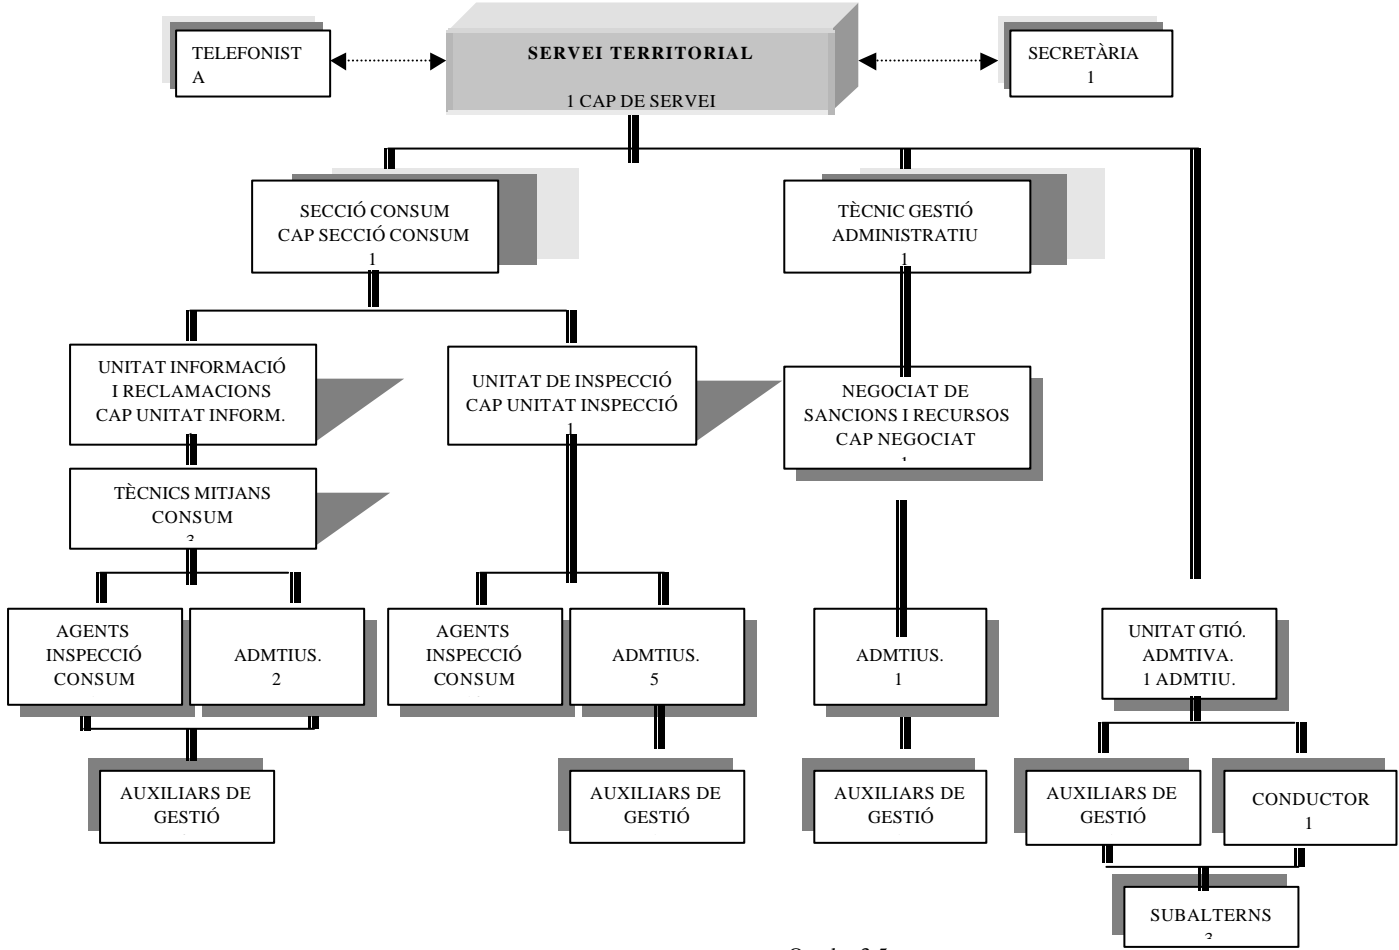 TELEFONIST
A
SERVEI TERRITORIAL
1 CAP DE SERVEI
SECRETÀRIA
1
SECCIÓ CONSUM
CAP SECCIÓ CONSUM
1
TÈCNIC GESTIÓ
ADMINISTRATIU
1
UNITAT INFORMACIÓ
I RECLAMACIONS
CAP UNITAT INFORM.
UNITAT DE INSPECCIÓ
CAP UNITAT INSPECCIÓ
1
NEGOCIAT DE
SANCIONS I RECURSOS
CAP NEGOCIAT
1
TÈCNICS MITJANS
CONSUM
3
AGENTS
INSPECCIÓ
CONSUM
ADMTIUS.
2
AGENTS
INSPECCIÓ
CONSUM
ADMTIUS.
5
ADMTIUS.
1
UNITAT GTIÓ.
ADMTIVA.
1 ADMTIU.
AUXILIARS DE
GESTIÓ
AUXILIARS DE
GESTIÓ
AUXILIARS DE
GESTIÓ
AUXILIARS DE
GESTIÓ
CONDUCTOR
1
SUBALTERNS
3